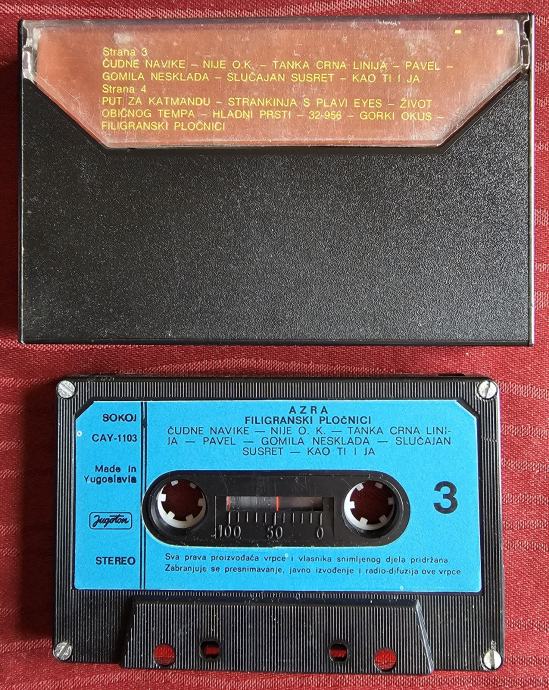 Strana 3
ČUDNE NAVIKE – NIJE O.K. – TANKA CRNA LINIJA – PAVEL –
GOMILA NESKLADA – SLUČAJAN SUSRET – KAO TI I JA
Strana 4
PUT ZA KATMANDU – STRANKINJA S PLAVI EYES – ŽIVOT
OBIČNOG TEMPA – HLADNI PRSTI – 32-956 – GORKI OKUS –
FILIGRANSKI PLOČNICI
SOKOJ
CAY-1103
Made in
Yugoslavia
Jugoton
STEREO
AZRA
FILIGRANSKI PLOČNICI
ČUDNE NAVIKE — NIJE O. K. — TANKA CRNA LINI-
JA — PAVEL — GOMILA NESKLADA — SLUČAJAN
SUSRET — KAO TI I JA
3
100 50 0
Sva prava proizvođača vrpce i vlasnika snimljenog djela pridržana
Zabranjuje se presnimavanje, javno izvođenje i radio-difuzija ove vrpce